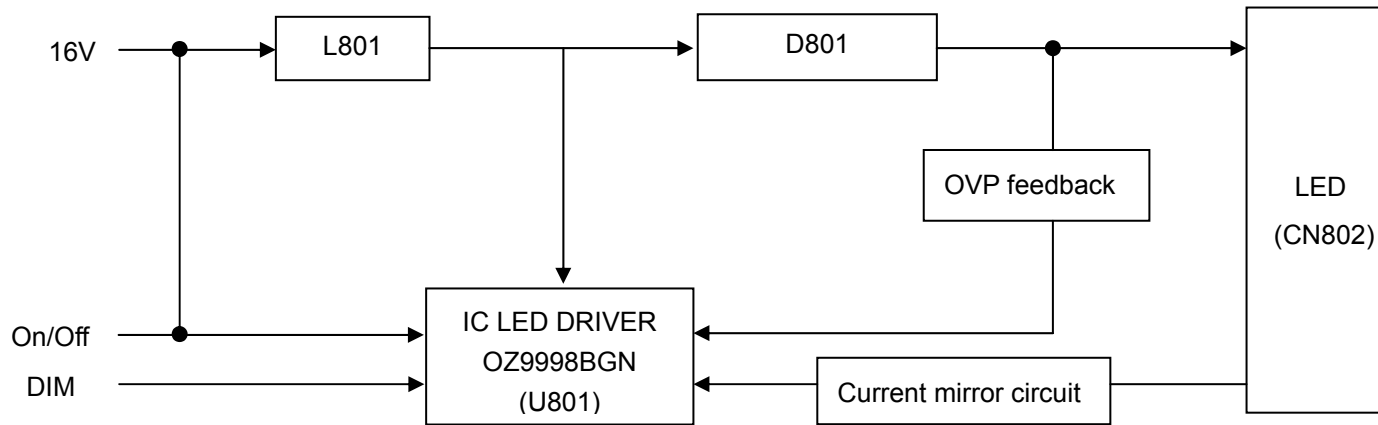 16V
L801
D801
OVP feedback
LED
(CN802)
On/Off
DIM
IC LED DRIVER
OZ9998BGN
(U801)
Current mirror circuit